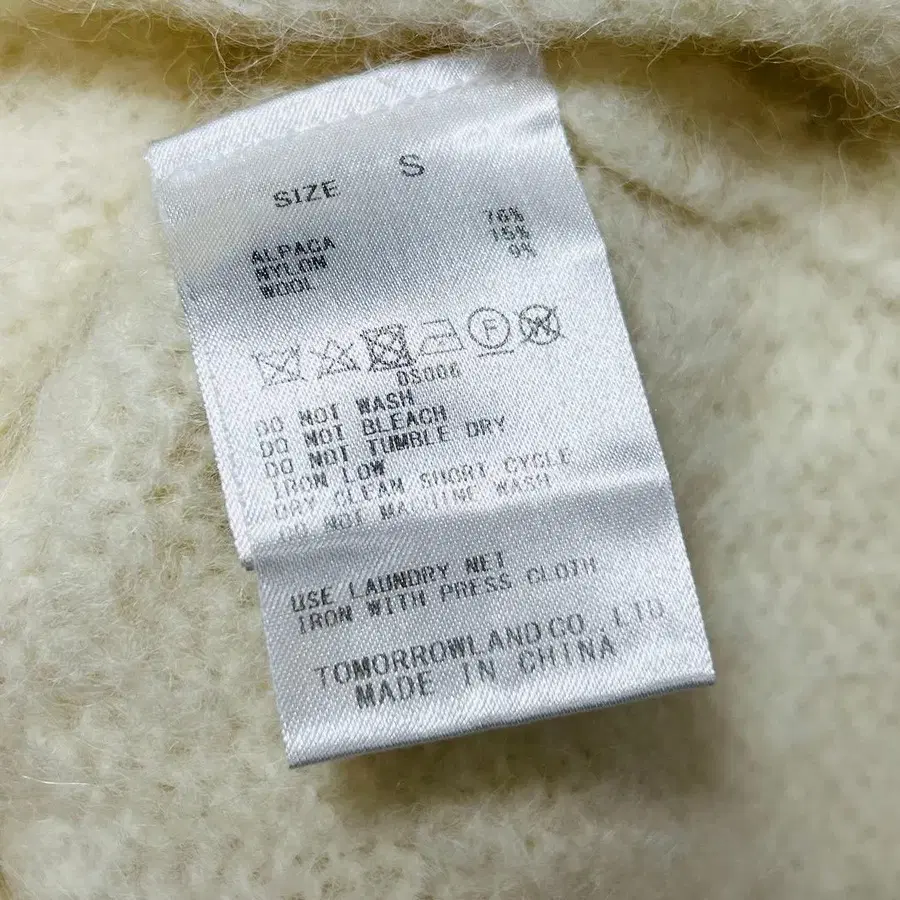 SIZE S
ALPACA 76%
NYLON 15%
WOOL 9%
F W
DS006
DO NOT WASH
DO NOT BLEACH
DO NOT TUMBLE DRY
IRON LOW
DRY CLEAN SHORT CYCLE
DO NOT MACHINE WASH
USE LAUNDRY NET
IRON WITH PRESS CLOTH
TOMORROWLAND CO.,LTD
MADE IN CHINA